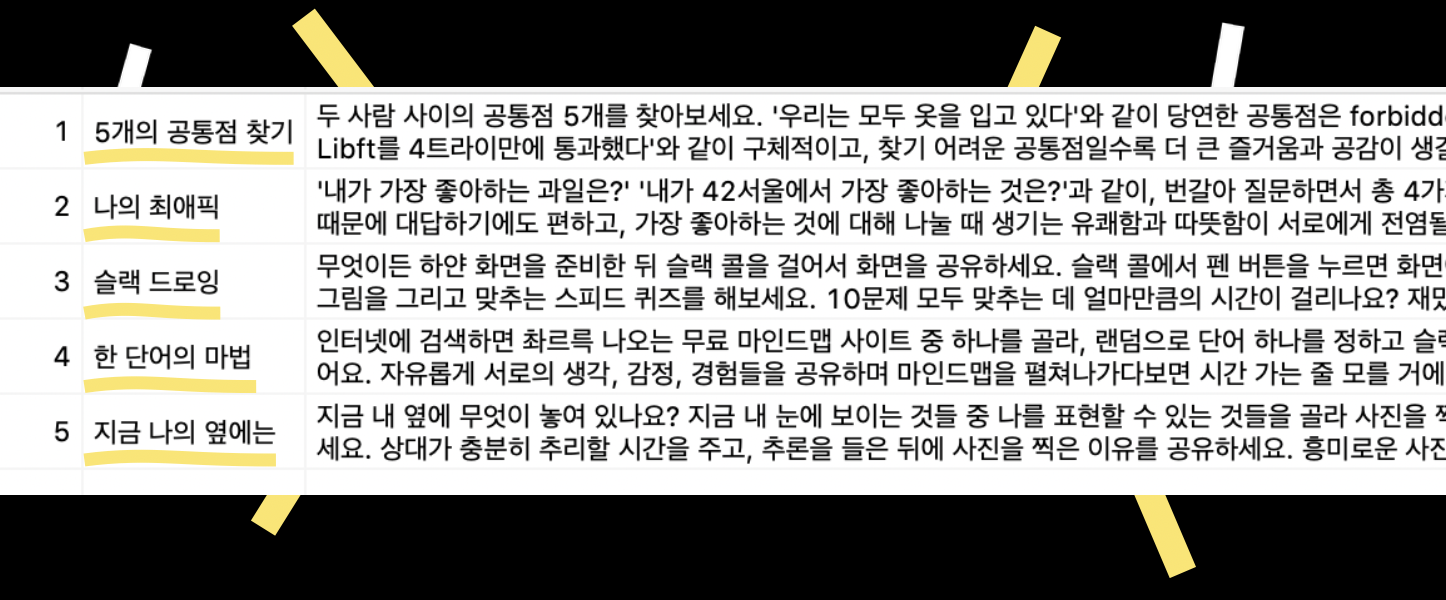 1
5개의 공통점 찾기
두 사람 사이의 공통점 5개를 찾아보세요. '우리는 모두 옷을 입고 있다'와 같이 당연한 공통점은
Libft를 4트라이만에 통과했다'와 같이 구체적이고, 찾기 어려운 공통점일수록 더 큰 즐거움과 공감이
2
나의 최애픽
'내가 가장 좋아하는 과일은?' '내가 42서울에서 가장 좋아하는 것은?'과 같이, 번갈아 질문하면서 총
때문에 대답하기에도 편하고, 가장 좋아하는 것에 대해 나눌 때 생기는 유쾌함과 따뜻함이 서로에게
3
슬랙 드로잉
무엇이든 하얀 화면을 준비한 뒤 슬랙 콜을 걸어서 화면을 공유하세요. 슬랙 콜에서 펜 버튼을 누르면
그림을 그리고 맞추는 스피드 퀴즈를 해보세요. 10문제 모두 맞추는 데 얼마만큼의 시간이 걸리나요?
4
한 단어의 마법
인터넷에 검색하면 촤르륵 나오는 무료 마인드맵 사이트 중 하나를 골라, 랜덤으로 단어 하나를 정하고
어요. 자유롭게 서로의 생각, 감정, 경험들을 공유하며 마인드맵을 펼쳐나가다보면 시간 가는 줄 모를 거에
5
지금 나의 옆에는
지금 내 옆에 무엇이 놓여 있나요? 지금 내 눈에 보이는 것들 중 나를 표현할 수 있는 것들을 골라 사진을
세요. 상대가 충분히 추리할 시간을 주고, 추론을 들은 뒤에 사진을 찍은 이유를 공유하세요. 흥미로운